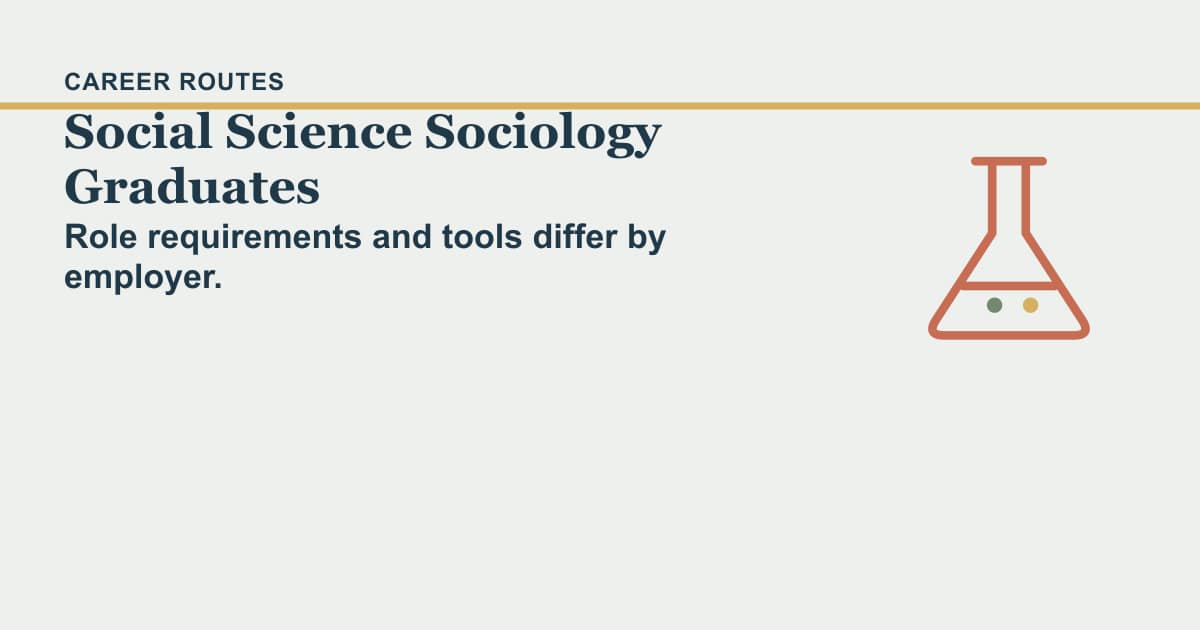 CAREER ROUTES
Social Science Sociology
Graduates
Role requirements and tools differ by
employer.